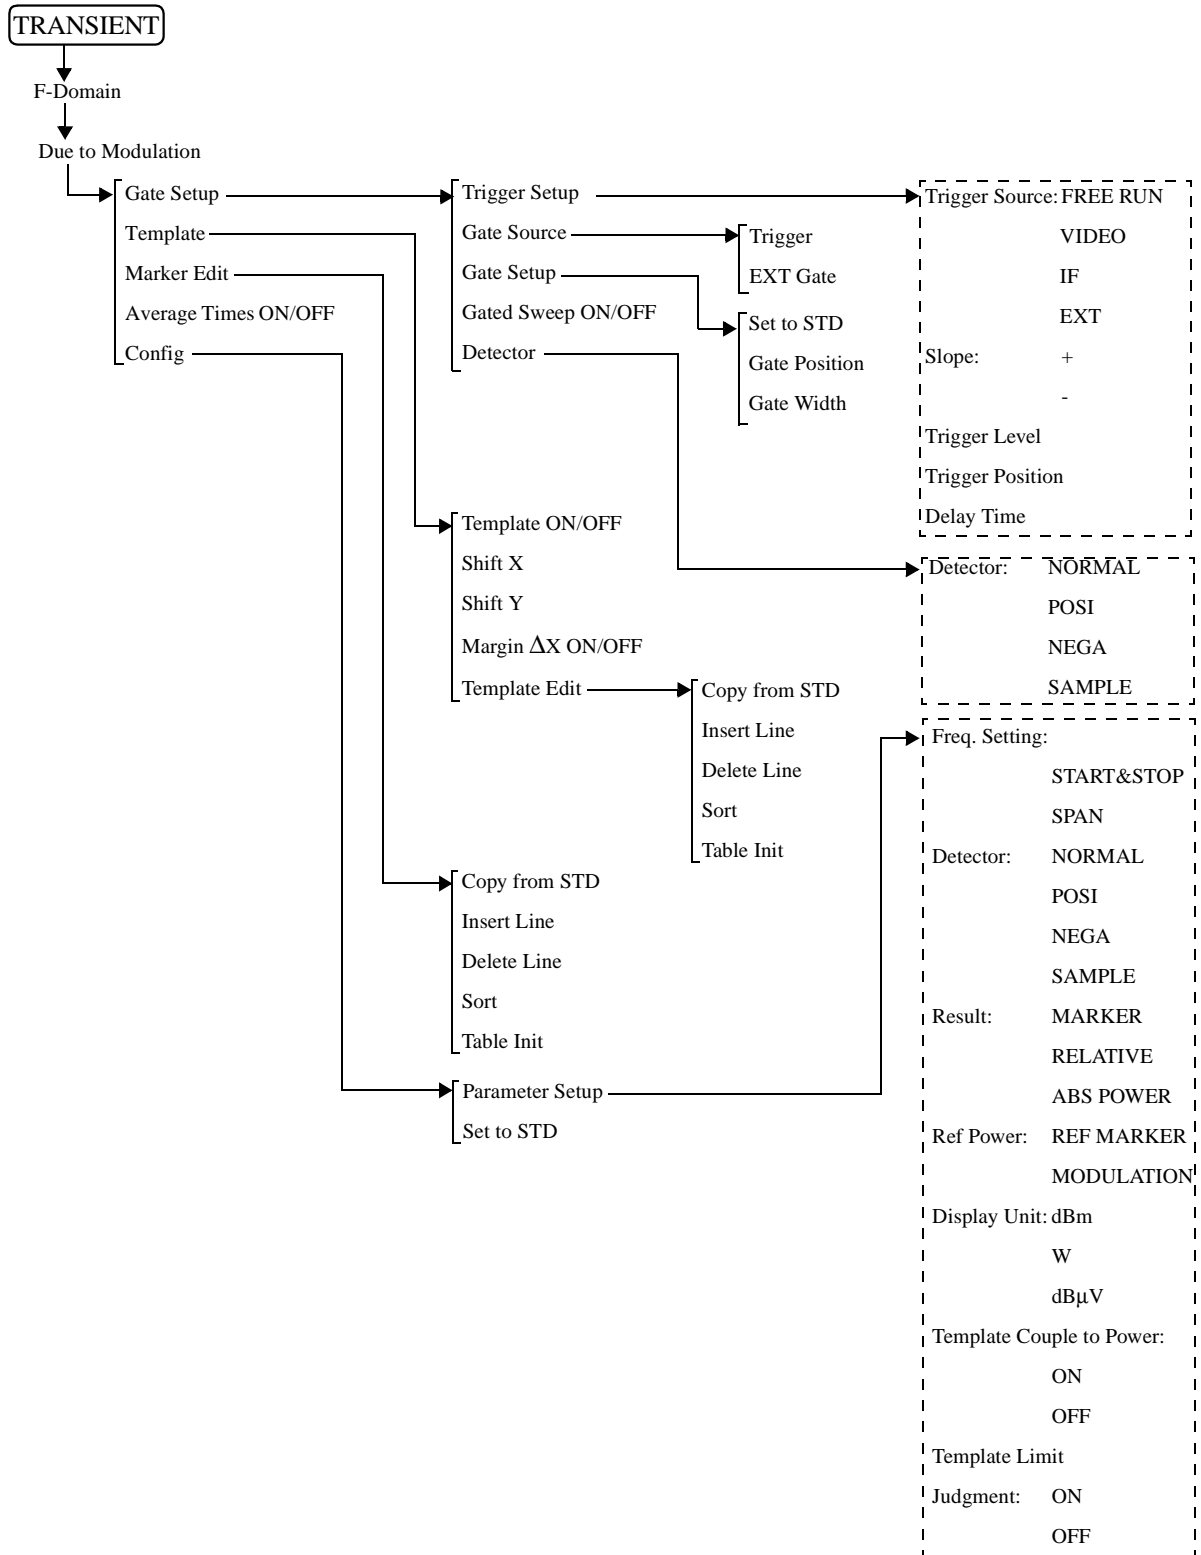 TRANSIENT
F-Domain
Due to Modulation
Gate Setup
Template
Marker Edit
Average Times ON/OFF
Config
Trigger Setup
Gate Source
Gate Setup
Gated Sweep ON/OFF
Detector
Trigger
EXT Gate
Set to STD
Gate Position
Gate Width
Trigger Source: FREE RUN
VIDEO
IF
EXT
Slope: +
-
Trigger Level
Trigger Position
Delay Time
Template ON/OFF
Shift X
Shift Y
Margin ΔX ON/OFF
Template Edit
Copy from STD
Insert Line
Delete Line
Sort
Table Init
Detector: NORMAL
POSI
NEGA
SAMPLE
Copy from STD
Insert Line
Delete Line
Sort
Table Init
Parameter Setup
Set to STD
Freq. Setting:
START&STOP
SPAN
Detector: NORMAL
POSI
NEGA
SAMPLE
Result: MARKER
RELATIVE
ABS POWER
Ref Power: REF MARKER
MODULATION
Display Unit: dBm
W
dBμV
Template Couple to Power:
ON
OFF
Template Limit
Judgment: ON
OFF